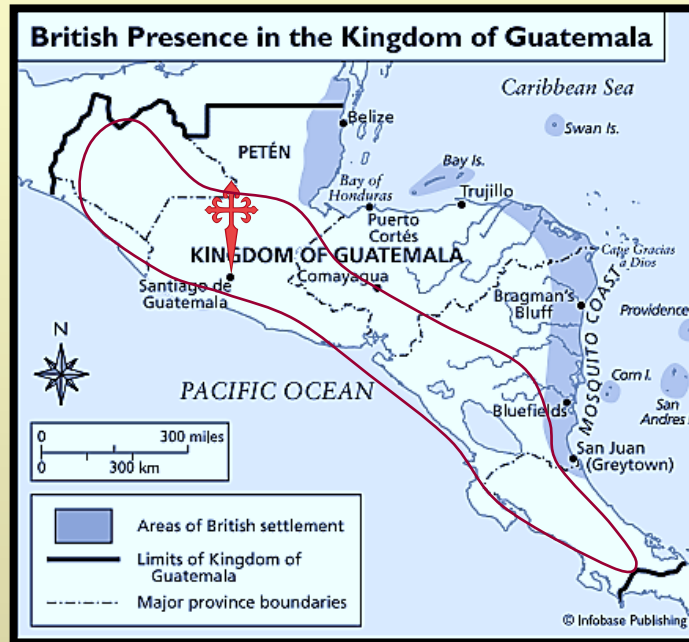 British Presence in the Kingdom of Guatemala
Caribbean Sea
Belize
Swan Is.
PETÉN
Bay Is.
Bay of
Honduras
Trujillo
Puerto
Cortés
KINGDOM OF GUATEMALA
Cape Gracias
a Dios
Santiago de
Guatemala
Comayagua
Bragman's
Bluff
MOSQUITO COAST
Providence
N
PACIFIC OCEAN
Corn I.
San
Andres
Bluefields
San Juan
(Greytown)
0 300 miles
0 300 km
Areas of British settlement
Limits of Kingdom of
Guatemala
Major province boundaries
© Infobase Publishing